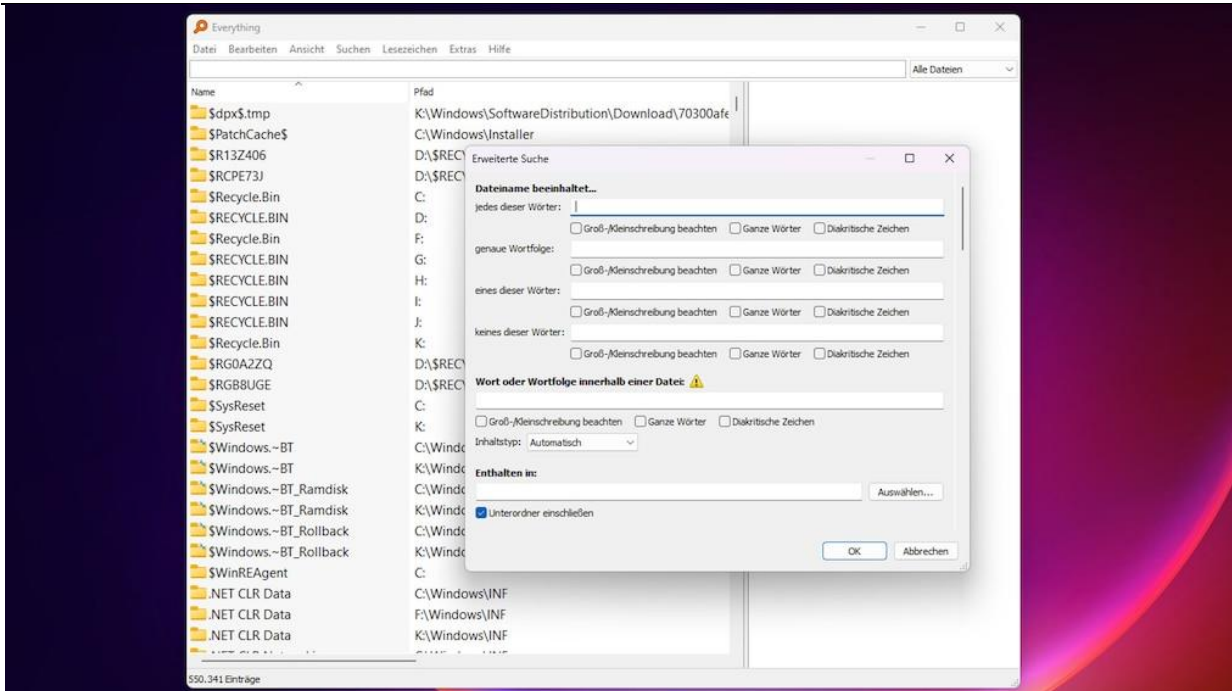 Everything
Datei Bearbeiten Ansicht Suchen Lesezeichen Extras Hilfe
Alle Dateien
Name Pfad
$dpx$.tmp K:\Windows\SoftwareDistribution\Download\70300afe
$PatchCache$ C:\Windows\Installer
$R13Z406 D:\$REC
$RCPE73J D:\$REC
$Recycle.Bin C:
$RECYCLE.BIN D:
$Recycle.Bin F:
$RECYCLE.BIN G:
$RECYCLE.BIN H:
$RECYCLE.BIN I:
$RECYCLE.BIN J:
$Recycle.Bin K:
$RG0A2ZQ D:\$REC
$RGB8UGE D:\$REC
$SysReset C:
$SysReset K:
$Windows.~BT C:\Windo
$Windows.~BT K:\Windo
$Windows.~BT_Ramdisk C:\Windo
$Windows.~BT_Ramdisk K:\Windo
$Windows.~BT_Rollback C:\Windo
$Windows.~BT_Rollback K:\Windo
$WinREAgent C:
.NET CLR Data C:\Windows\INF
.NET CLR Data F:\Windows\INF
.NET CLR Data K:\Windows\INF
550.341 Einträge
Erweiterte Suche
Dateiname beeinhaltet...
jedes dieser Wörter:
Groß-/Kleinschreibung beachten Ganze Wörter Diakritische Zeichen
genaue Wortfolge:
Groß-/Kleinschreibung beachten Ganze Wörter Diakritische Zeichen
eines dieser Wörter:
Groß-/Kleinschreibung beachten Ganze Wörter Diakritische Zeichen
keines dieser Wörter:
Groß-/Kleinschreibung beachten Ganze Wörter Diakritische Zeichen
Wort oder Wortfolge innerhalb einer Datei:
Groß-/Kleinschreibung beachten Ganze Wörter Diakritische Zeichen
Inhaltstyp: Automatisch
Enthalten in:
Auswählen...
Unterordner einschließen
OK Abbrechen